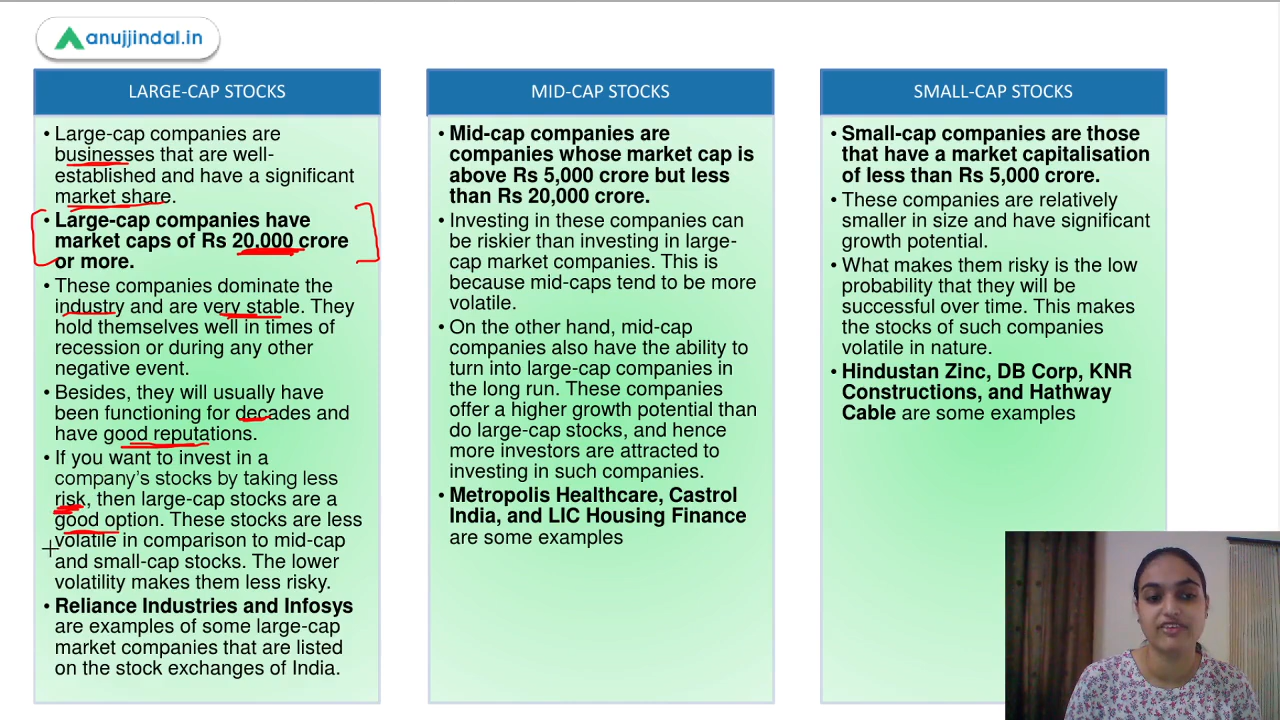 anujjindal.in
LARGE-CAP STOCKS
• Large-cap companies are
businesses that are well-
established and have a significant
market share.
• Large-cap companies have
market caps of Rs 20,000 crore
or more.
• These companies dominate the
industry and are very stable. They
hold themselves well in times of
recession or during any other
negative event.
• Besides, they will usually have
been functioning for decades and
have good reputations.
• If you want to invest in a
company’s stocks by taking less
risk, then large-cap stocks are a
good option. These stocks are less
volatile in comparison to mid-cap
and small-cap stocks. The lower
volatility makes them less risky.
• Reliance Industries and Infosys
are examples of some large-cap
market companies that are listed
on the stock exchanges of India.
MID-CAP STOCKS
• Mid-cap companies are
companies whose market cap is
above Rs 5,000 crore but less
than Rs 20,000 crore.
• Investing in these companies can
be riskier than investing in large-
cap market companies. This is
because mid-caps tend to be more
volatile.
• On the other hand, mid-cap
companies also have the ability to
turn into large-cap companies in
the long run. These companies
offer a higher growth potential than
do large-cap stocks, and hence
more investors are attracted to
investing in such companies.
• Metropolis Healthcare, Castrol
India, and LIC Housing Finance
are some examples
SMALL-CAP STOCKS
• Small-cap companies are those
that have a market capitalisation
of less than Rs 5,000 crore.
• These companies are relatively
smaller in size and have significant
growth potential.
• What makes them risky is the low
probability that they will be
successful over time. This makes
the stocks of such companies
volatile in nature.
• Hindustan Zinc, DB Corp, KNR
Constructions, and Hathway
Cable are some examples